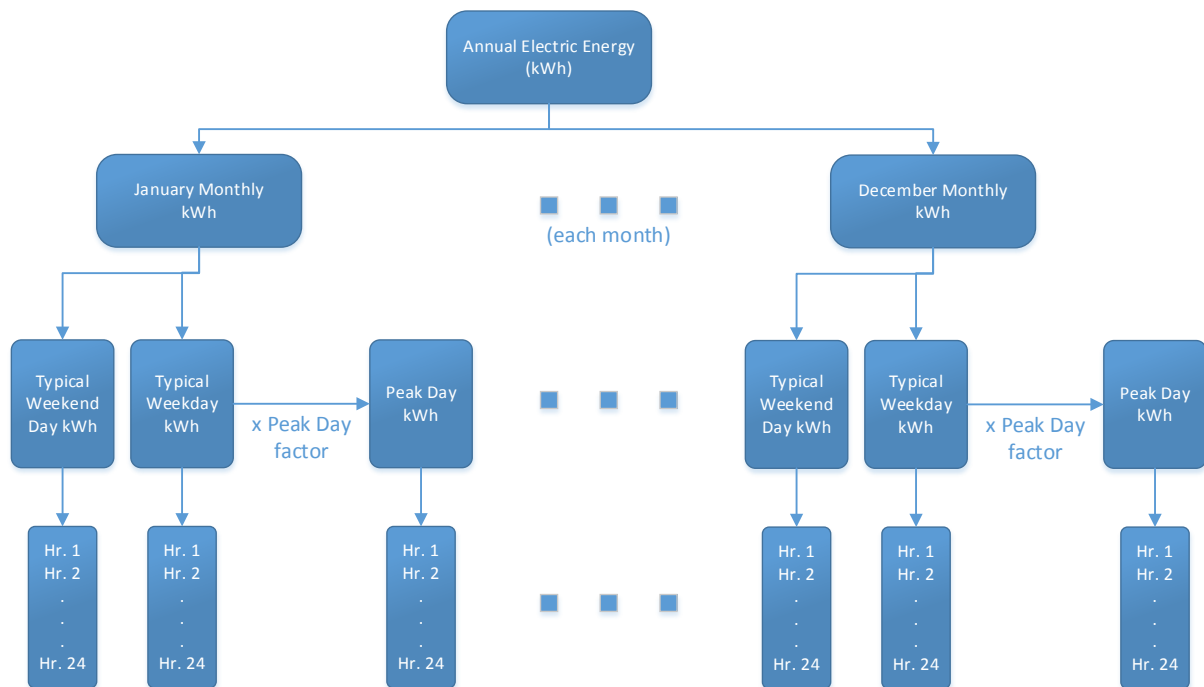 Annual Electric Energy
(kWh)
January Monthly
kWh
(each month)
December Monthly
kWh
Typical
Weekend
Day kWh
Typical
Weekday
kWh
x Peak Day
factor
Peak Day
kWh
Typical
Weekend
Day kWh
Typical
Weekday
kWh
x Peak Day
factor
Peak Day
kWh
Hr. 1
Hr. 2
.
.
.
Hr. 24
Hr. 1
Hr. 2
.
.
.
Hr. 24
Hr. 1
Hr. 2
.
.
.
Hr. 24
Hr. 1
Hr. 2
.
.
.
Hr. 24
Hr. 1
Hr. 2
.
.
.
Hr. 24
Hr. 1
Hr. 2
.
.
.
Hr. 24